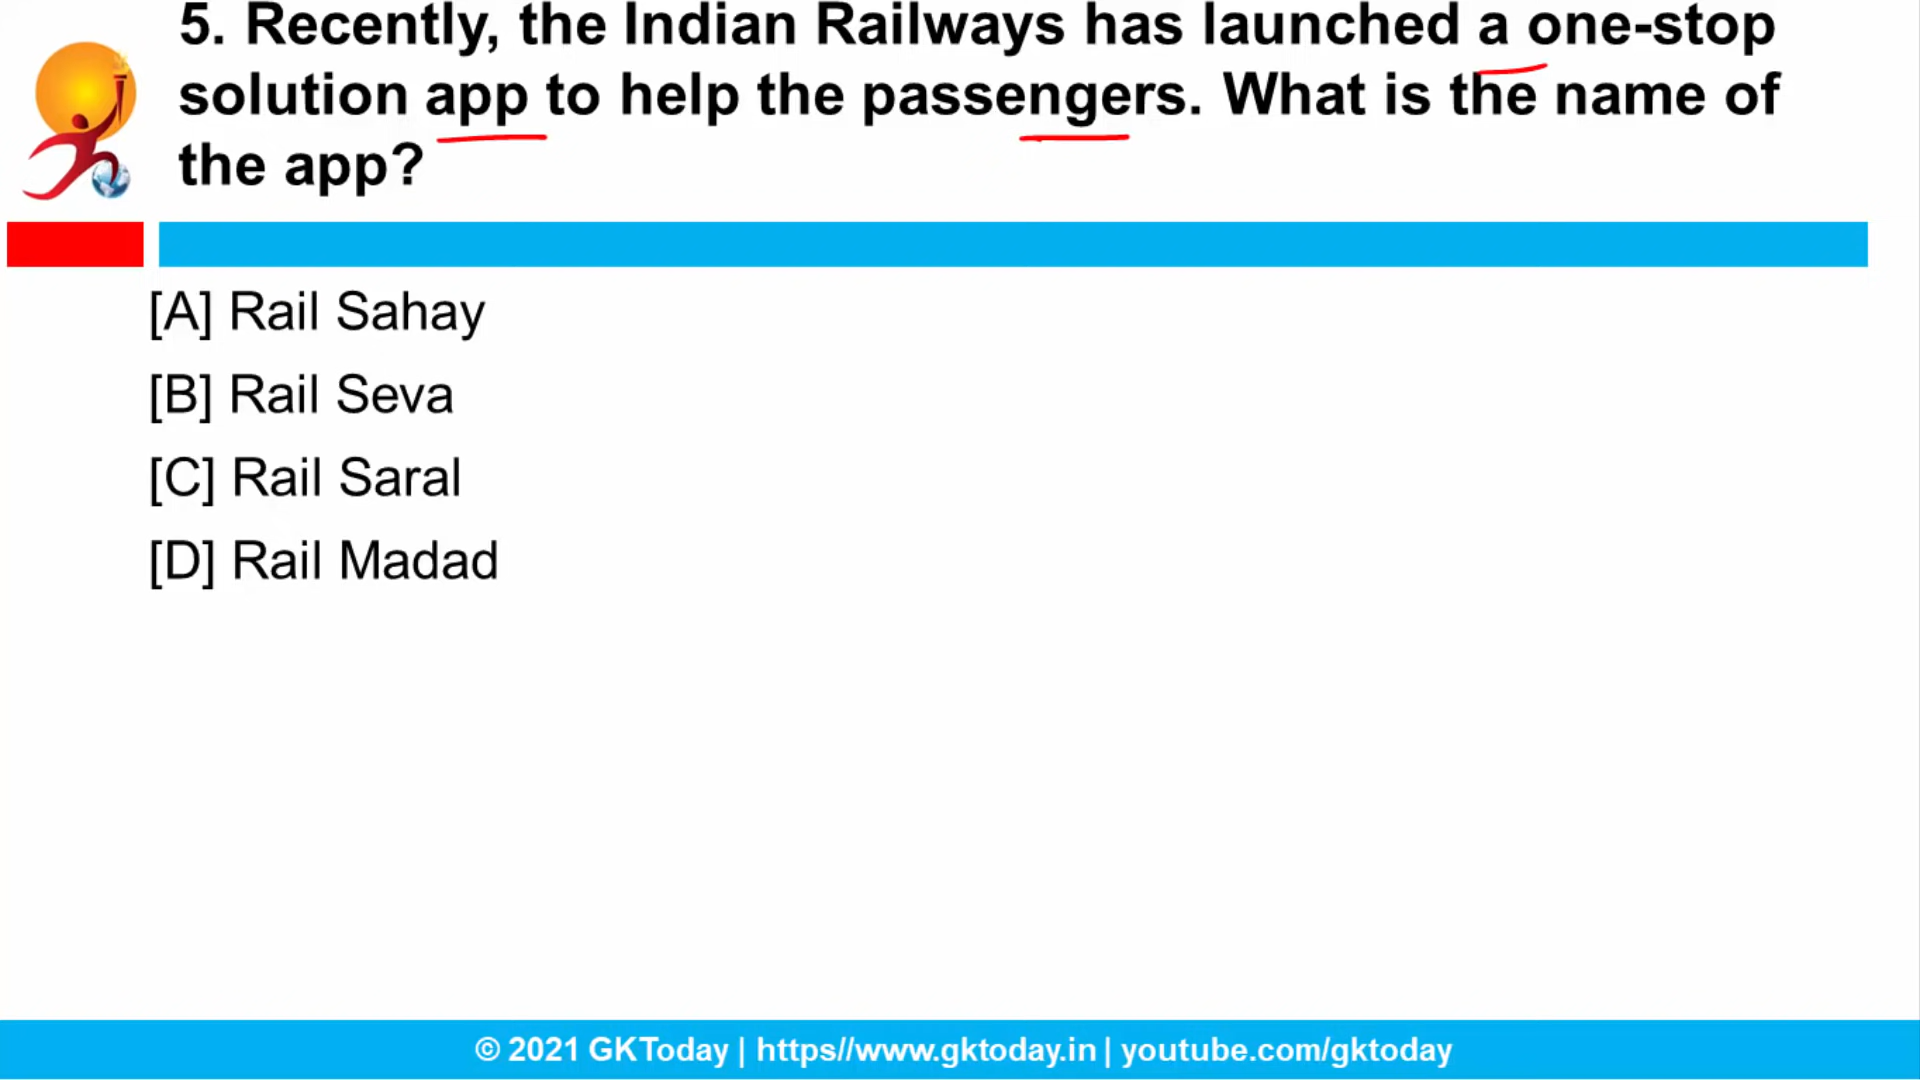 5. Recently, the Indian Railways has launched a one-stop
solution app to help the passengers. What is the name of
the app?
[A] Rail Sahay
[B] Rail Seva
[C] Rail Saral
[D] Rail Madad
© 2021 GKToday | https//www.gktoday.in | youtube.com/gktoday